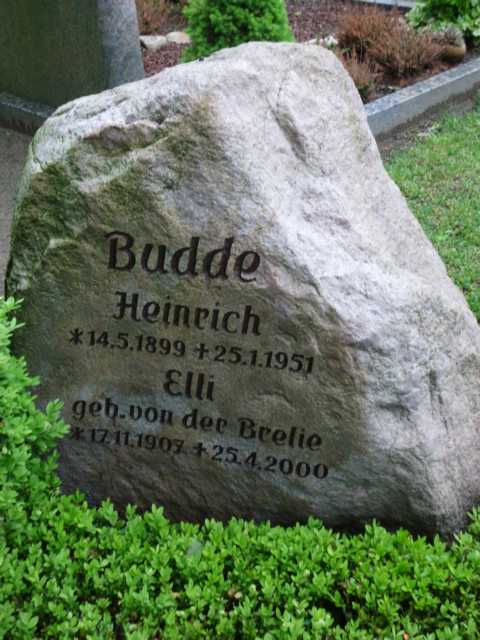 Budde
Heinrich
*14.5.1899 +25.1.1951
Elli
geb. von der Brelie
*17.11.1907 +25.4.2000